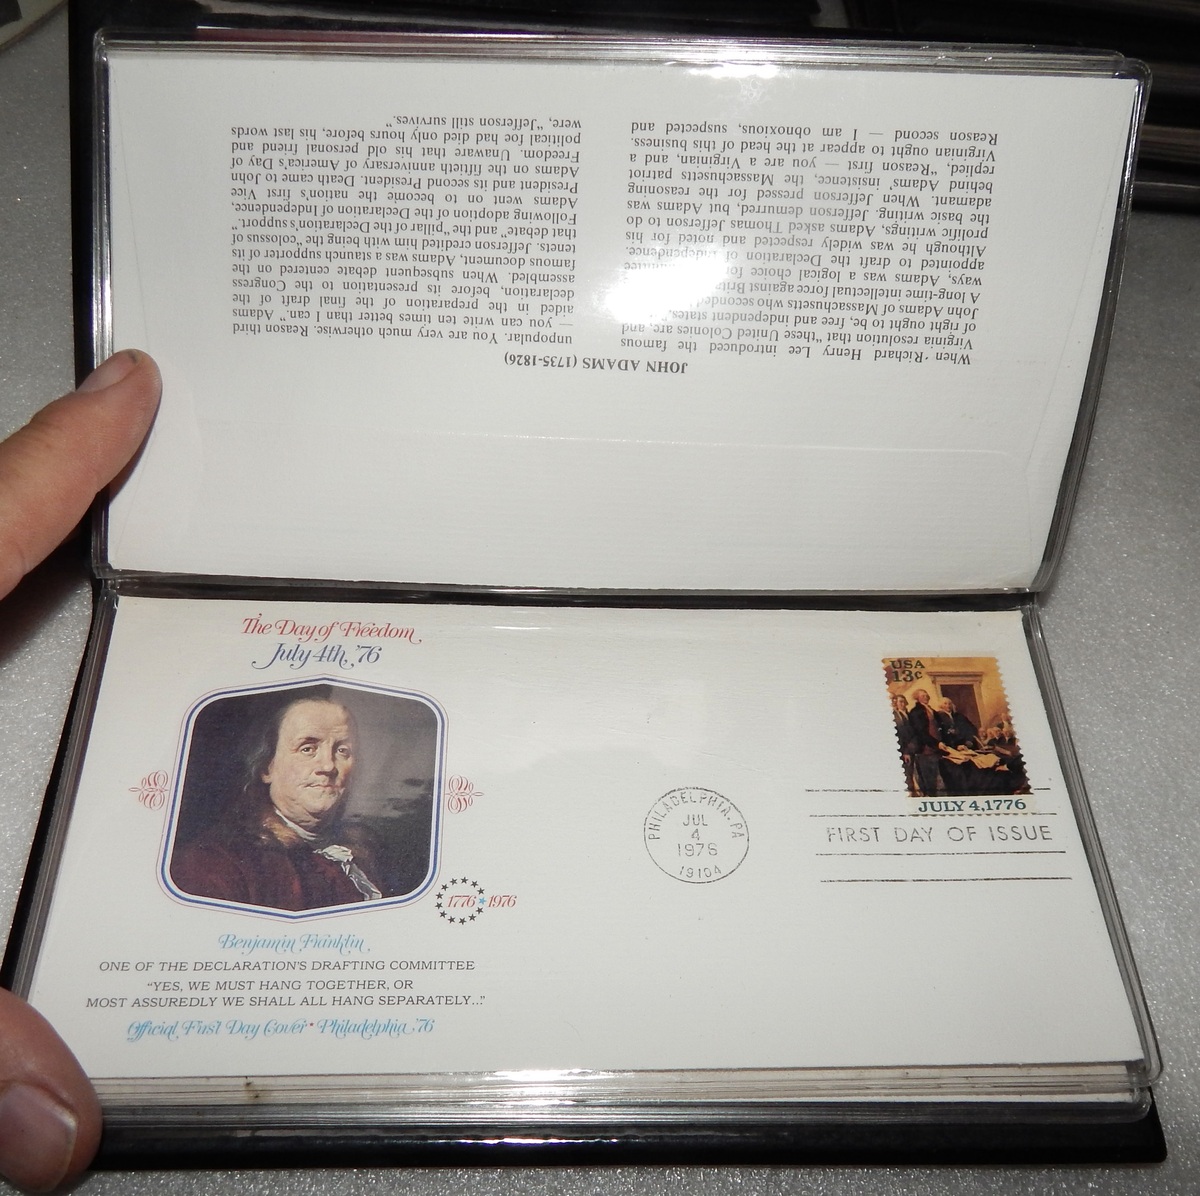 JOHN ADAMS (1735-1826)
When Richard Henry Lee introduced the famous
Virginia resolution that "these United Colonies are, and
of right ought to be, free and independent states,"
John Adams of Massachusetts who seconded
A long-time intellectual force against
ways, Adams was a logical choice for
appointed to draft the Declaration of Independence.
Although he was widely respected and noted for his
prolific writings, Adams asked Thomas Jefferson to do
the basic writing. Jefferson demurred, but Adams was
adamant. When Jefferson pressed for the reasoning
behind Adams' insistence, the Massachusetts patriot
replied, "Reason first — you are a Virginian, and a
Virginian ought to appear at the head of this business.
Reason second — I am obnoxious, suspected and
unpopular. You are very much otherwise. Reason third
— you can write ten times better than I can." Adams
aided in the preparation of the final draft of the
declaration, before its presentation to the Congress
assembled. When subsequent debate centered on the
famous document, Adams was a staunch supporter of its
tenets. Jefferson credited him with being the "colossus of
that debate" and the "pillar of the Declaration's support."
Following adoption of the Declaration of Independence,
Adams went on to become the nation's first Vice
President and its second President. Death came to John
Adams on the fiftieth anniversary of America's Day of
Freedom. Unaware that his old personal friend and
political foe had died only hours before, his last words
were, "Jefferson still survives."
The Day of Freedom
July 4th, '76
1776 1976
Benjamin Franklin
ONE OF THE DECLARATION'S DRAFTING COMMITTEE
"YES, WE MUST HANG TOGETHER, OR
MOST ASSUREDLY WE SHALL ALL HANG SEPARATELY..."
Official First Day Cover • Philadelphia '76
PHILADELPHIA, PA
JUL
4
1976
19104
USA
13c
JULY 4, 1776
FIRST DAY OF ISSUE